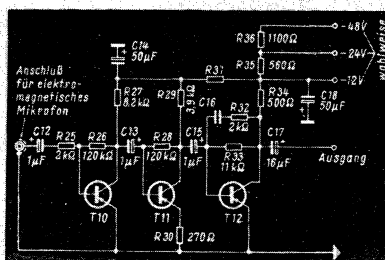 R36
-48V
1100Ω
-24V
wahlweise
C14
50µF
R35
560Ω
R31
-12V
Anschluß
für elektro-
magnetisches
Mikrofon
R27
8,2kΩ
R29
3,9kΩ
C16
R34
500Ω
C18
50µF
R32
2kΩ
C12
R25
R26
C13
R28
C15
C17
1µF
2kΩ
120kΩ
1µF
120kΩ
1µF
R33
11kΩ
16µF
Ausgang
T10
T11
T12
R30
270Ω